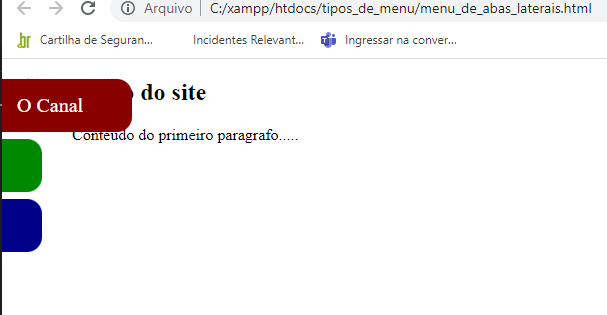 Arquivo C:/xampp/htdocs/tipos_de_menu/menu_de_abas_laterais.html
.br Cartilha de Seguran... Incidentes Relevant... Ingressar na conver...
do site
O Canal
Conteúdo do primeiro paragrafo.....